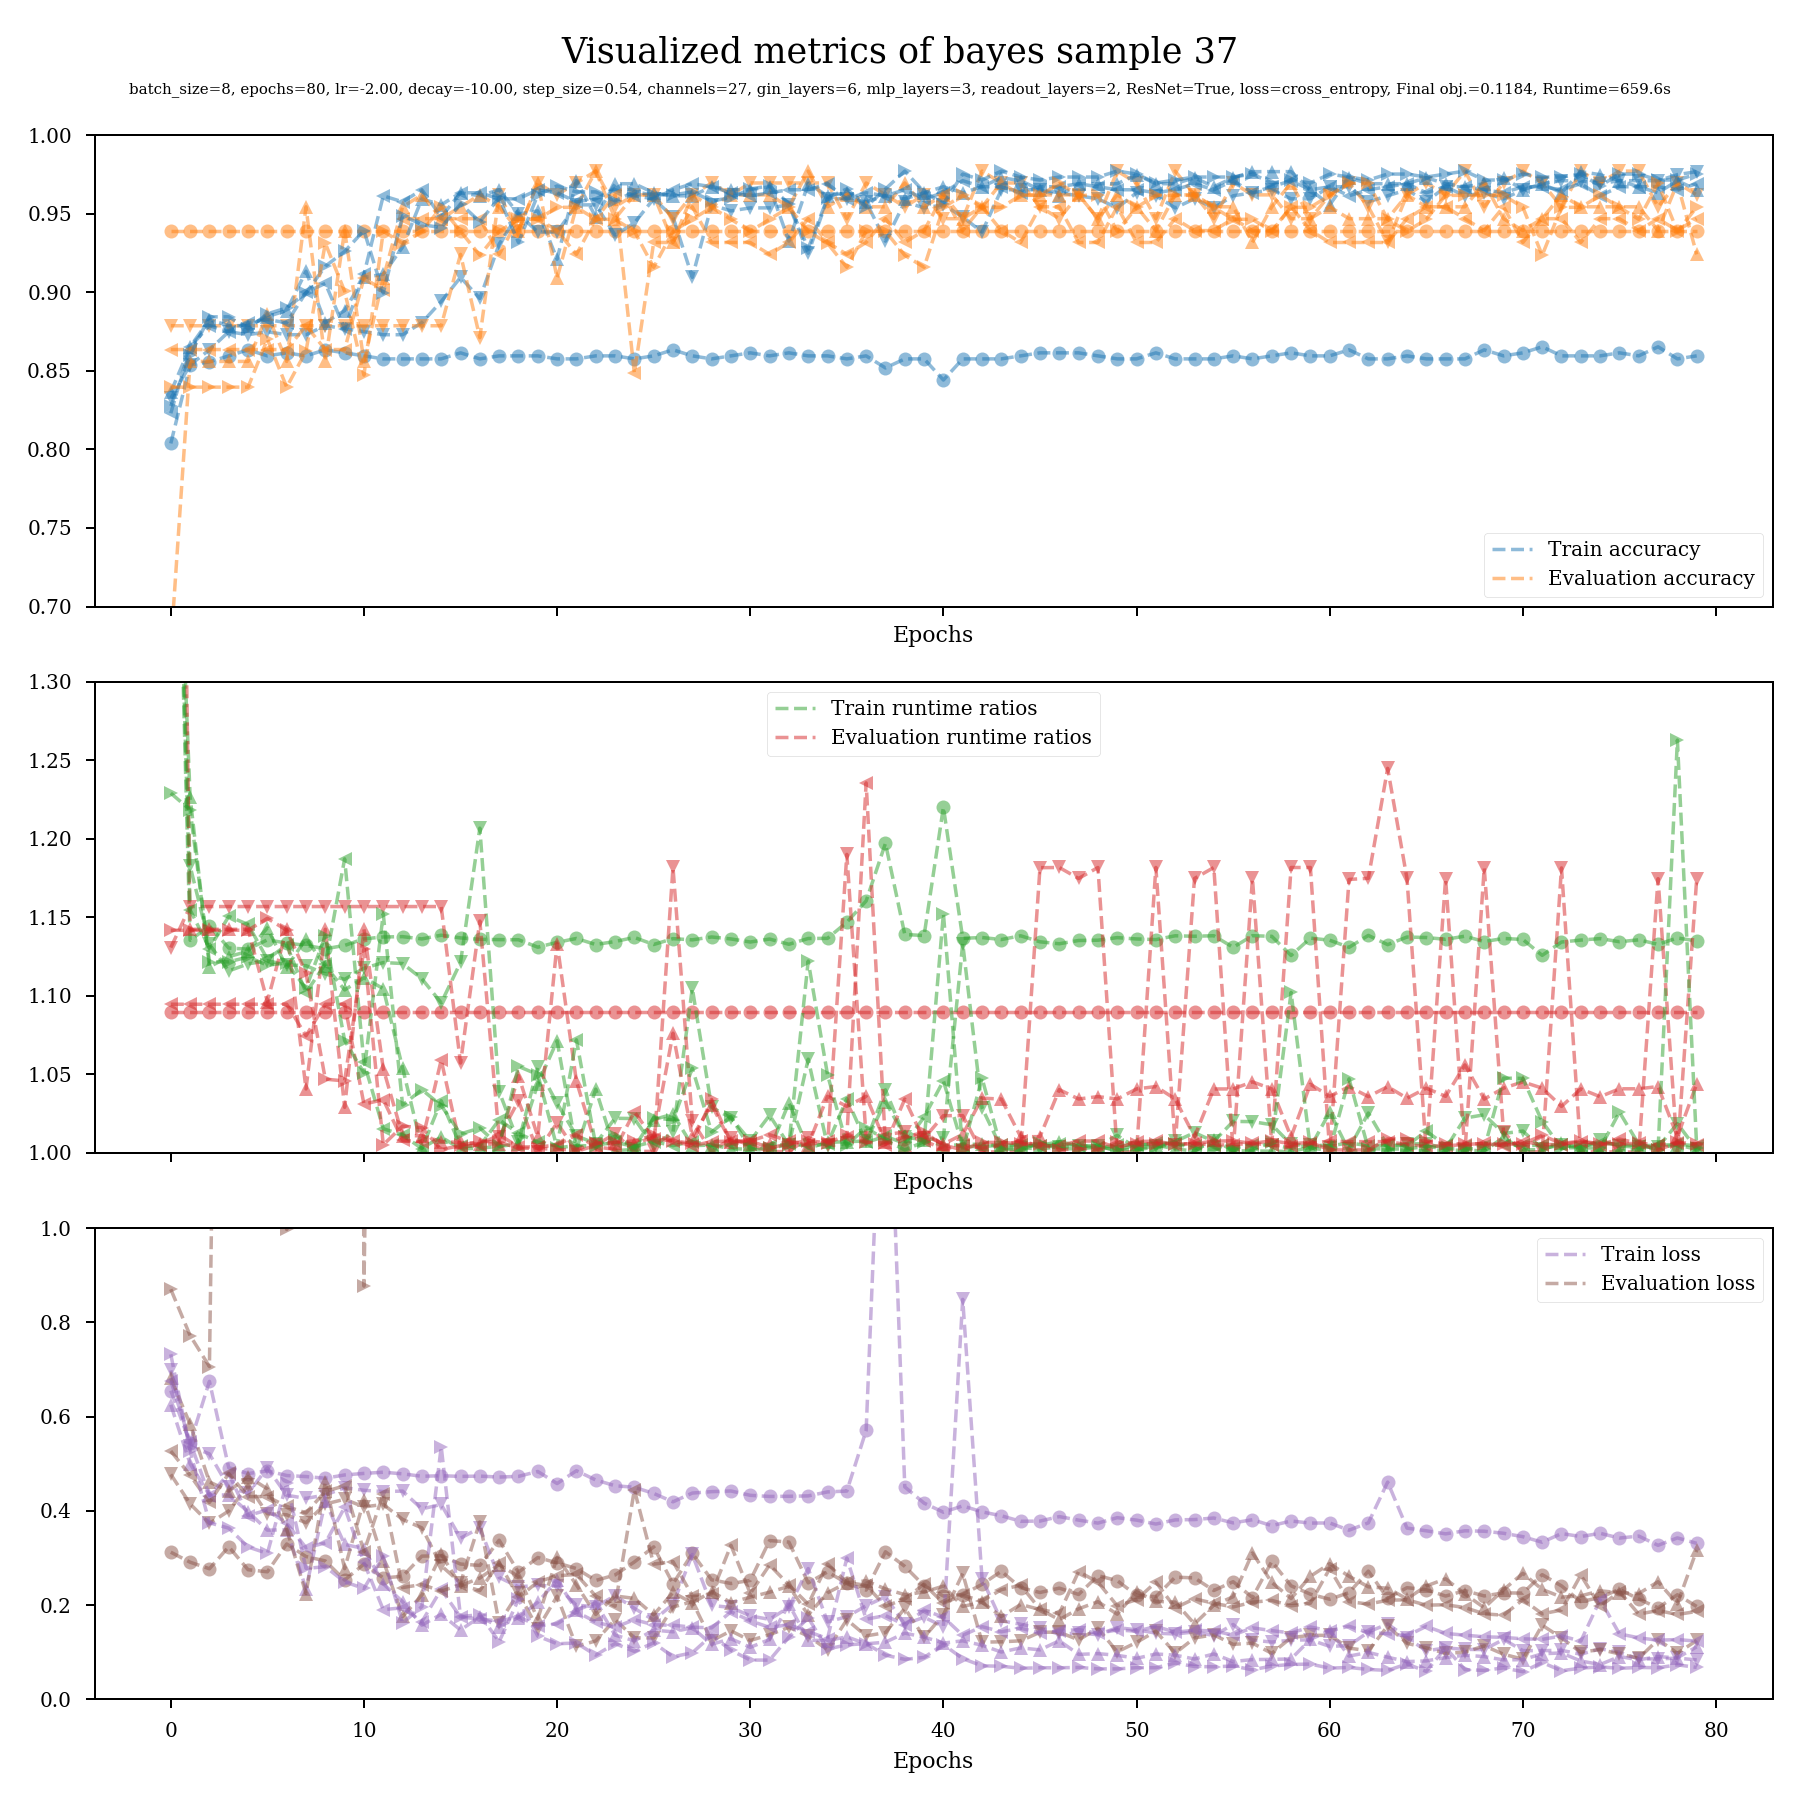 Visualized metrics of bayes sample 37
batch_size=8, epochs=80, lr=-2.00, decay=-10.00, step_size=0.54, channels=27, gin_layers=6, mlp_layers=3, readout_layers=2, ResNet=True, loss=cross_entropy, Final obj.=0.1184, Runtime=659.6s
1.00
0.95
0.90
0.85
0.80
0.75
0.70
Train accuracy
Evaluation accuracy
Epochs
1.30
1.25
1.20
1.15
1.10
1.05
1.00
Train runtime ratios
Evaluation runtime ratios
Epochs
1.0
0.8
0.6
0.4
0.2
0.0
Train loss
Evaluation loss
0 10 20 30 40 50 60 70 80
Epochs